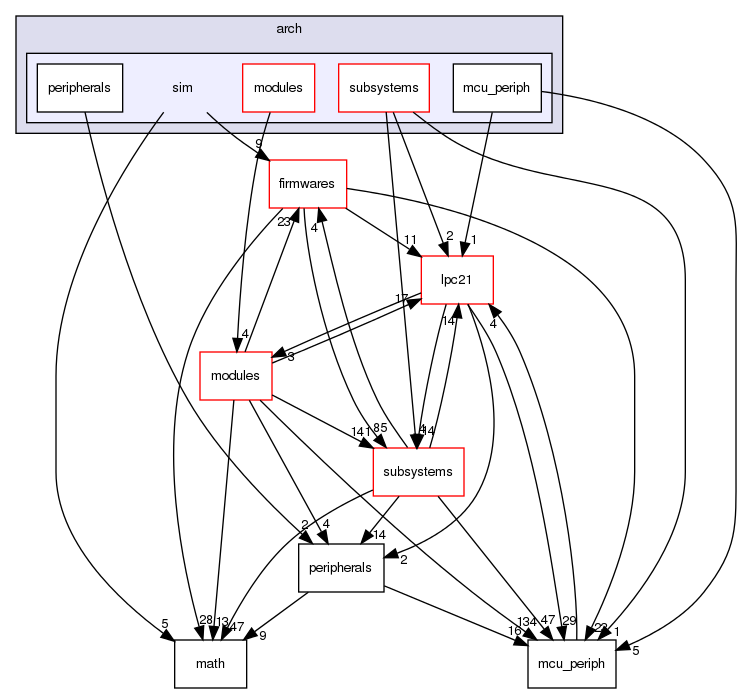 arch
peripherals sim modules subsystems mcu_periph
9
firmwares
23 4 11 2 1
lpc21
17 14 4
4 3
modules
141 85 4 14
subsystems
2 4 14 2
peripherals
5 28 13 47 9 16 134 47 29 23 1 5
math mcu_periph